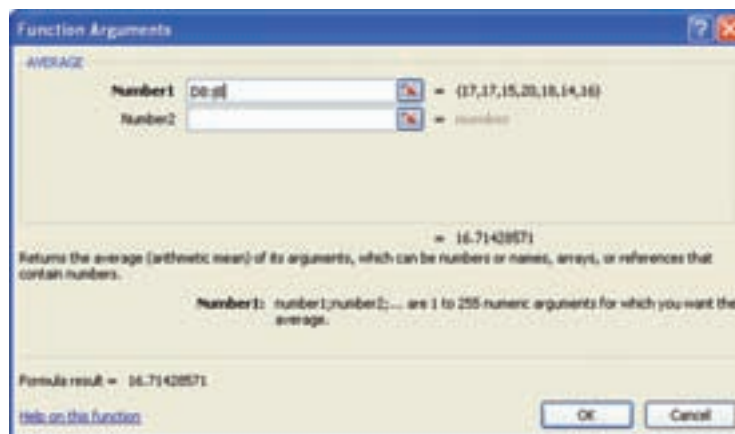 Function Arguments
AVERAGE
Number1 D8:j8 = {17,17,15,20,18,14,16}
Number2 = number
= 16.71428571
Returns the average (arithmetic mean) of its arguments, which can be numbers or names, arrays, or references that
contain numbers.
Number1: number1;number2;... are 1 to 255 numeric arguments for which you want the
average.
Formula result = 16.71428571
Help on this function
OK Cancel